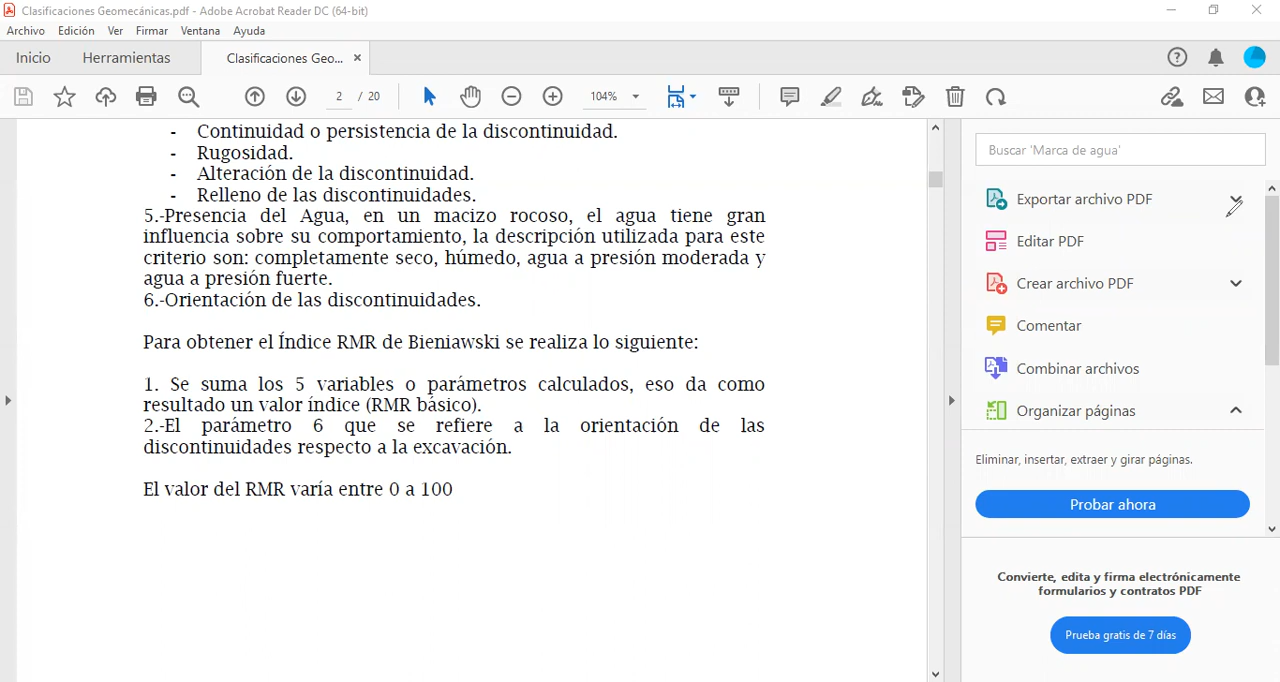 Clasificaciones Geomecánicas.pdf - Adobe Acrobat Reader DC (64-bit)
Archivo Edición Ver Firmar Ventana Ayuda
Inicio Herramientas Clasificaciones Geo... ×
2 / 20 104%
- Continuidad o persistencia de la discontinuidad.
- Rugosidad.
- Alteración de la discontinuidad.
- Relleno de las discontinuidades.
5.-Presencia del Agua, en un macizo rocoso, el agua tiene gran
influencia sobre su comportamiento, la descripción utilizada para este
criterio son: completamente seco, húmedo, agua a presión moderada y
agua a presión fuerte.
6.-Orientación de las discontinuidades.
Para obtener el Índice RMR de Bieniawski se realiza lo siguiente:
1. Se suma los 5 variables o parámetros calculados, eso da como
resultado un valor índice (RMR básico).
2.-El parámetro 6 que se refiere a la orientación de las
discontinuidades respecto a la excavación.
El valor del RMR varía entre 0 a 100
Buscar 'Marca de agua'
Exportar archivo PDF
Editar PDF
Crear archivo PDF
Comentar
Combinar archivos
Organizar páginas
Eliminar, insertar, extraer y girar páginas.
Probar ahora
Convierte, edita y firma electrónicamente
formularios y contratos PDF
Prueba gratis de 7 días